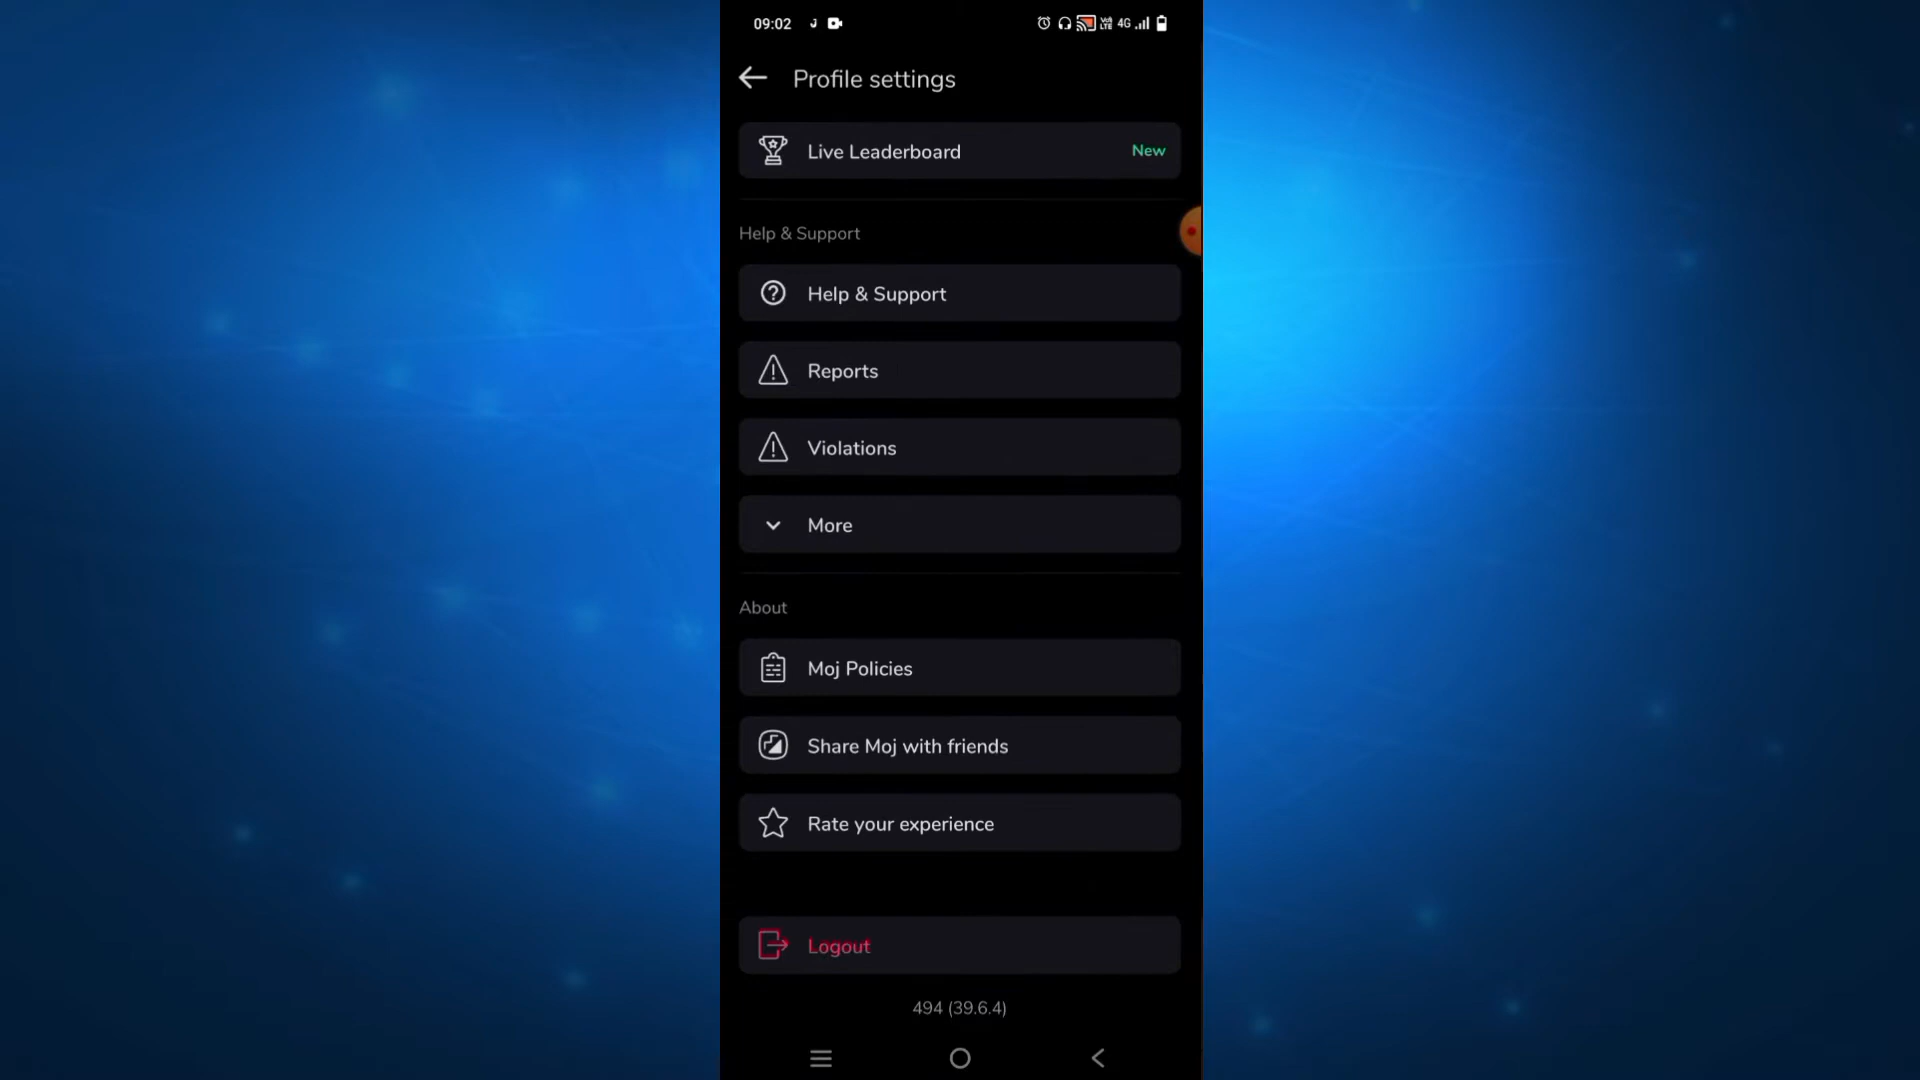 09:02 4G
Profile settings
Live Leaderboard New
Help & Support
Help & Support
Reports
Violations
More
About
Moj Policies
Share Moj with friends
Rate your experience
Logout
494 (39.6.4)